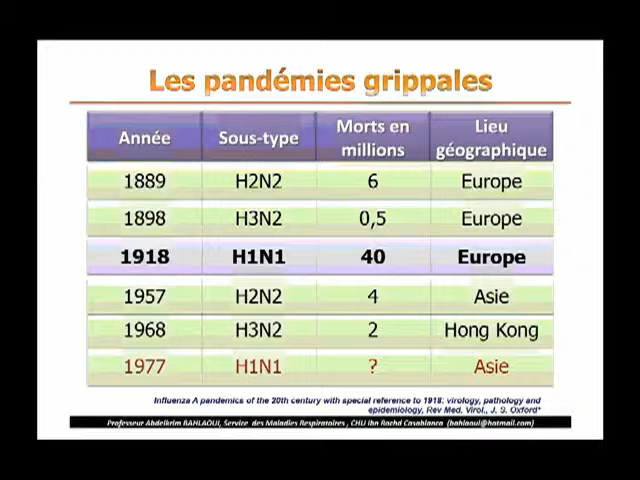 Les pandémies grippales
Année Sous-type Morts en millions Lieu géographique
1889 H2N2 6 Europe
1898 H3N2 0,5 Europe
1918 H1N1 40 Europe
1957 H2N2 4 Asie
1968 H3N2 2 Hong Kong
1977 H1N1 ? Asie
Influenza A pandemics of the 20th century with special reference to 1918: virology, pathology and
epidemiology, Rev Med. Virol., J. S. Oxford*
Professeur Abdelkrim BAHLAOUI, Service des Maladies Respiratoires, CHU Ibn Rochd Casablanca (bahlaoui@hotmail.com)